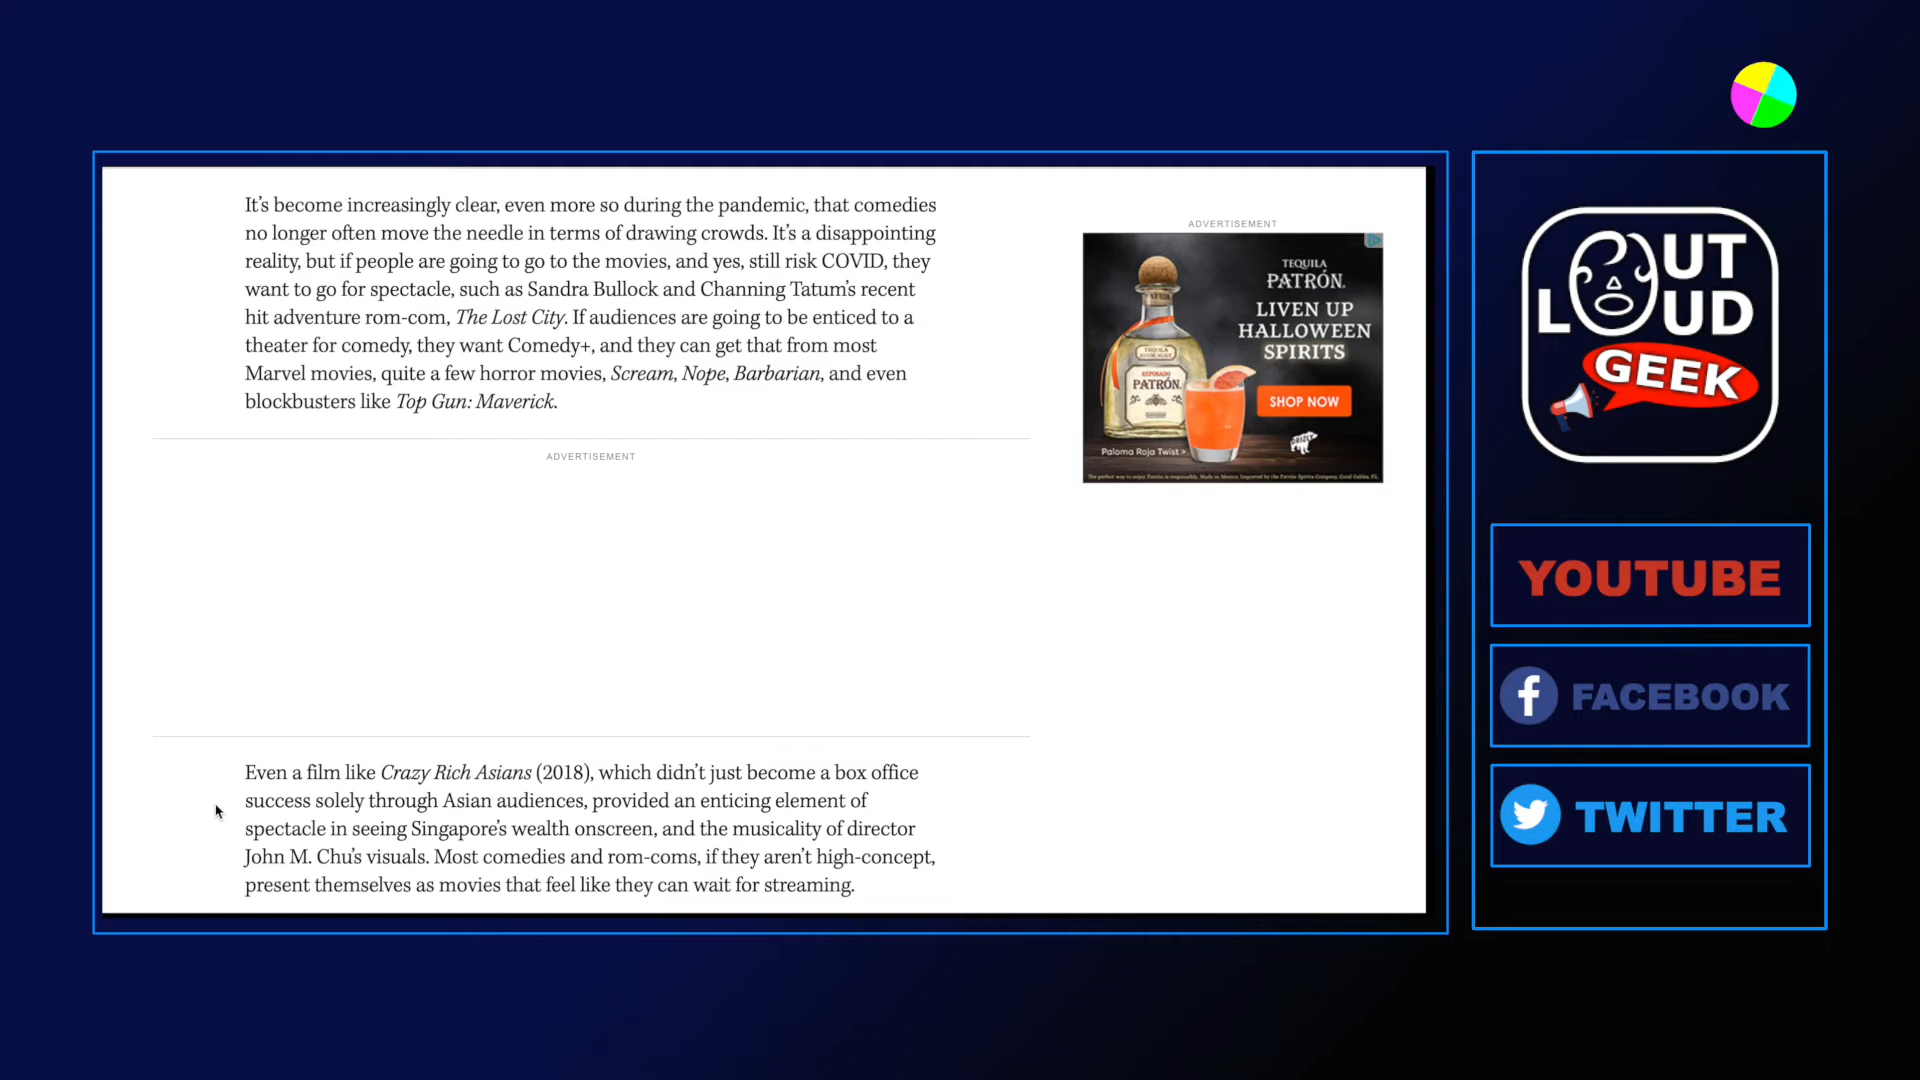 It’s become increasingly clear, even more so during the pandemic, that comedies
no longer often move the needle in terms of drawing crowds. It’s a disappointing
reality, but if people are going to go to the movies, and yes, still risk COVID, they
want to go for spectacle, such as Sandra Bullock and Channing Tatum’s recent
hit adventure rom-com, The Lost City. If audiences are going to be enticed to a
theater for comedy, they want Comedy+, and they can get that from most
Marvel movies, quite a few horror movies, Scream, Nope, Barbarian, and even
blockbusters like Top Gun: Maverick.
ADVERTISEMENT
Even a film like Crazy Rich Asians (2018), which didn’t just become a box office
success solely through Asian audiences, provided an enticing element of
spectacle in seeing Singapore’s wealth onscreen, and the musicality of director
John M. Chu’s visuals. Most comedies and rom-coms, if they aren’t high-concept,
present themselves as movies that feel like they can wait for streaming.
ADVERTISEMENT
TEQUILA
PATRÓN.
LIVEN UP
HALLOWEEN
SPIRITS
SHOP NOW
DRIZLY
Paloma Roja Twist >
REPOSADO
PATRÓN.
OUT
LOUD
GEEK
YOUTUBE
FACEBOOK
TWITTER